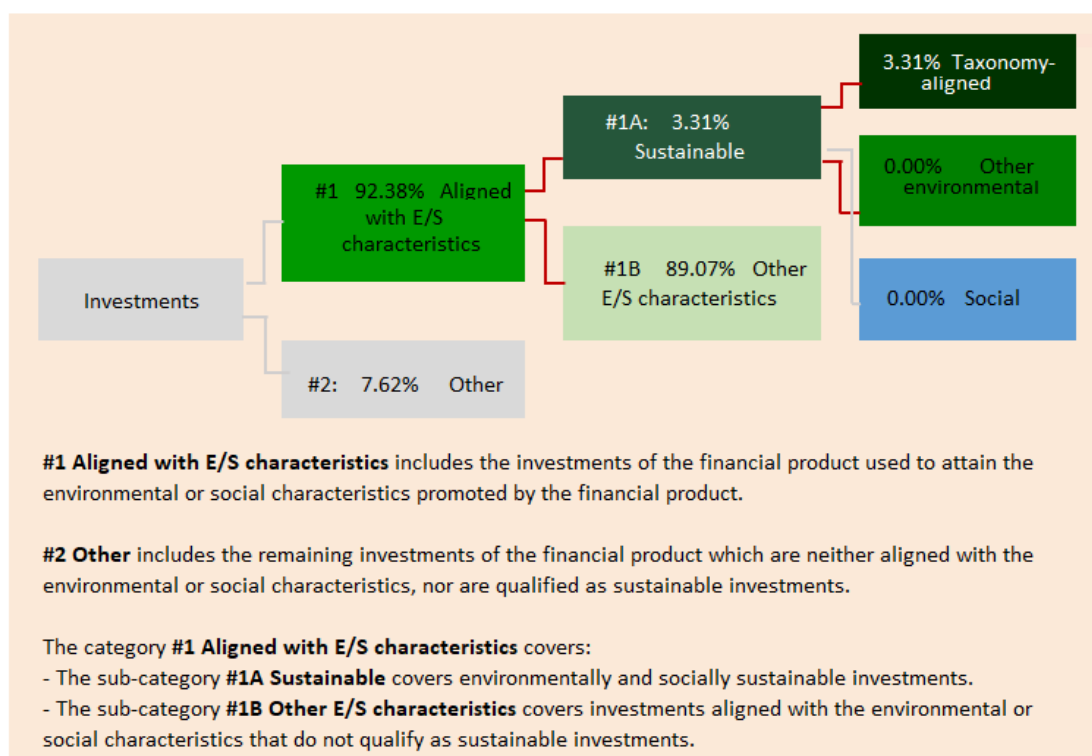 3.31% Taxonomy-
aligned
#1A: 3.31%
Sustainable
0.00% Other
environmental
#1 92.38% Aligned
with E/S
characteristics
#1B 89.07% Other
E/S characteristics
Investments
0.00% Social
#2: 7.62% Other
#1 Aligned with E/S characteristics includes the investments of the financial product used to attain the
environmental or social characteristics promoted by the financial product.
#2 Other includes the remaining investments of the financial product which are neither aligned with the
environmental or social characteristics, nor are qualified as sustainable investments.
The category #1 Aligned with E/S characteristics covers:
- The sub-category #1A Sustainable covers environmentally and socially sustainable investments.
- The sub-category #1B Other E/S characteristics covers investments aligned with the environmental or
social characteristics that do not qualify as sustainable investments.